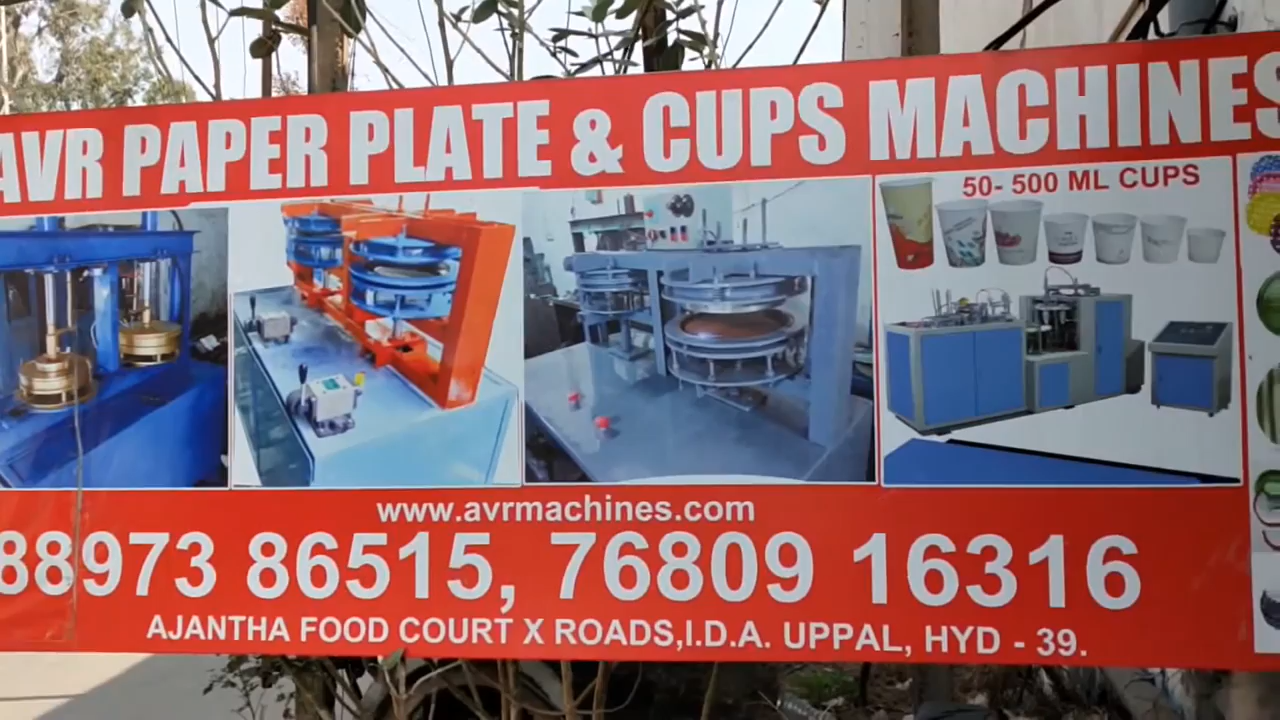 AVR PAPER PLATE & CUPS MACHINES
50- 500 ML CUPS
www.avrmachines.com
88973 86515, 76809 16316
AJANTHA FOOD COURT X ROADS,I.D.A. UPPAL, HYD - 39.